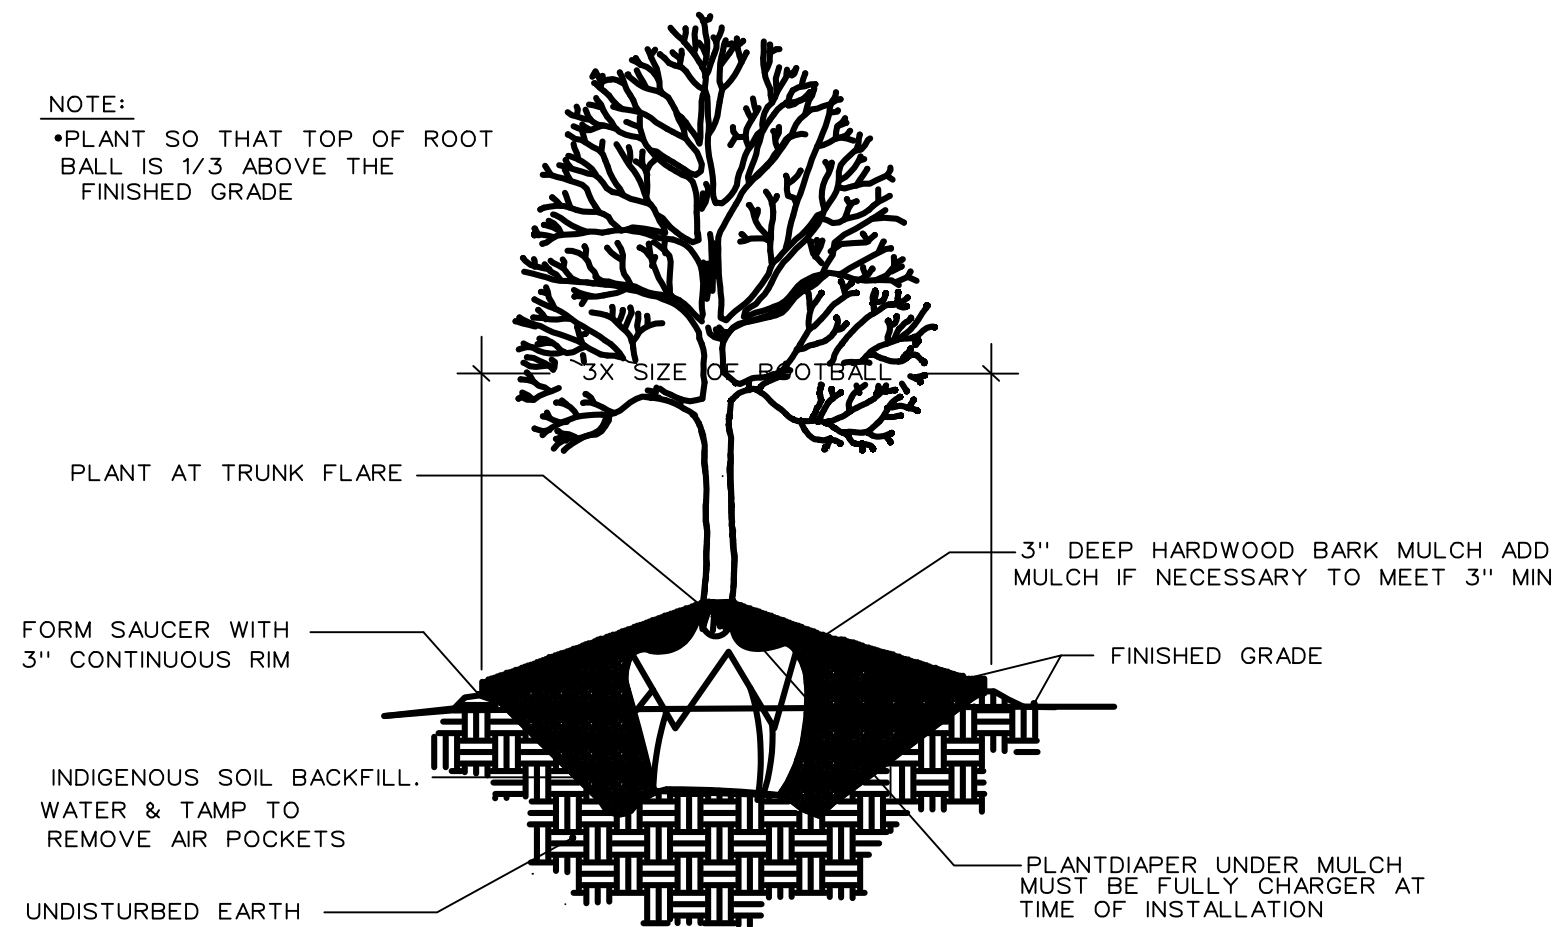 NOTE:
•PLANT SO THAT TOP OF ROOT
BALL IS 1/3 ABOVE THE
FINISHED GRADE
3X SIZE OF ROOTBALL
PLANT AT TRUNK FLARE
3" DEEP HARDWOOD BARK MULCH ADD
MULCH IF NECESSARY TO MEET 3" MIN
FORM SAUCER WITH
3" CONTINUOUS RIM
FINISHED GRADE
INDIGENOUS SOIL BACKFILL.
WATER & TAMP TO
REMOVE AIR POCKETS
PLANTDIAPER UNDER MULCH
MUST BE FULLY CHARGER AT
TIME OF INSTALLATION
UNDISTURBED EARTH